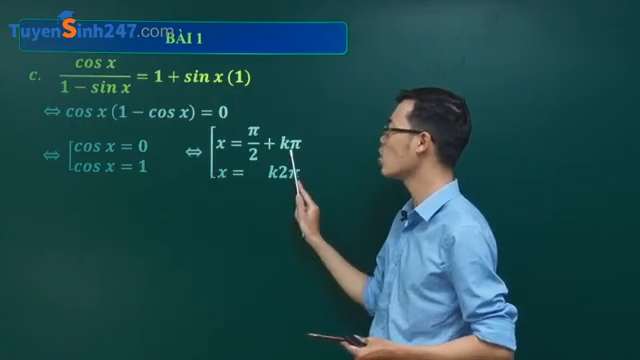 TuyenSinh247.com
BÀI 1
c. cos x / (1 − sin x) = 1 + sin x (1)
⇔ cos x (1 − cos x) = 0
⇔ [ cos x = 0 ⇔ [ x = π/2 + kπ
cos x = 1 x = k2π